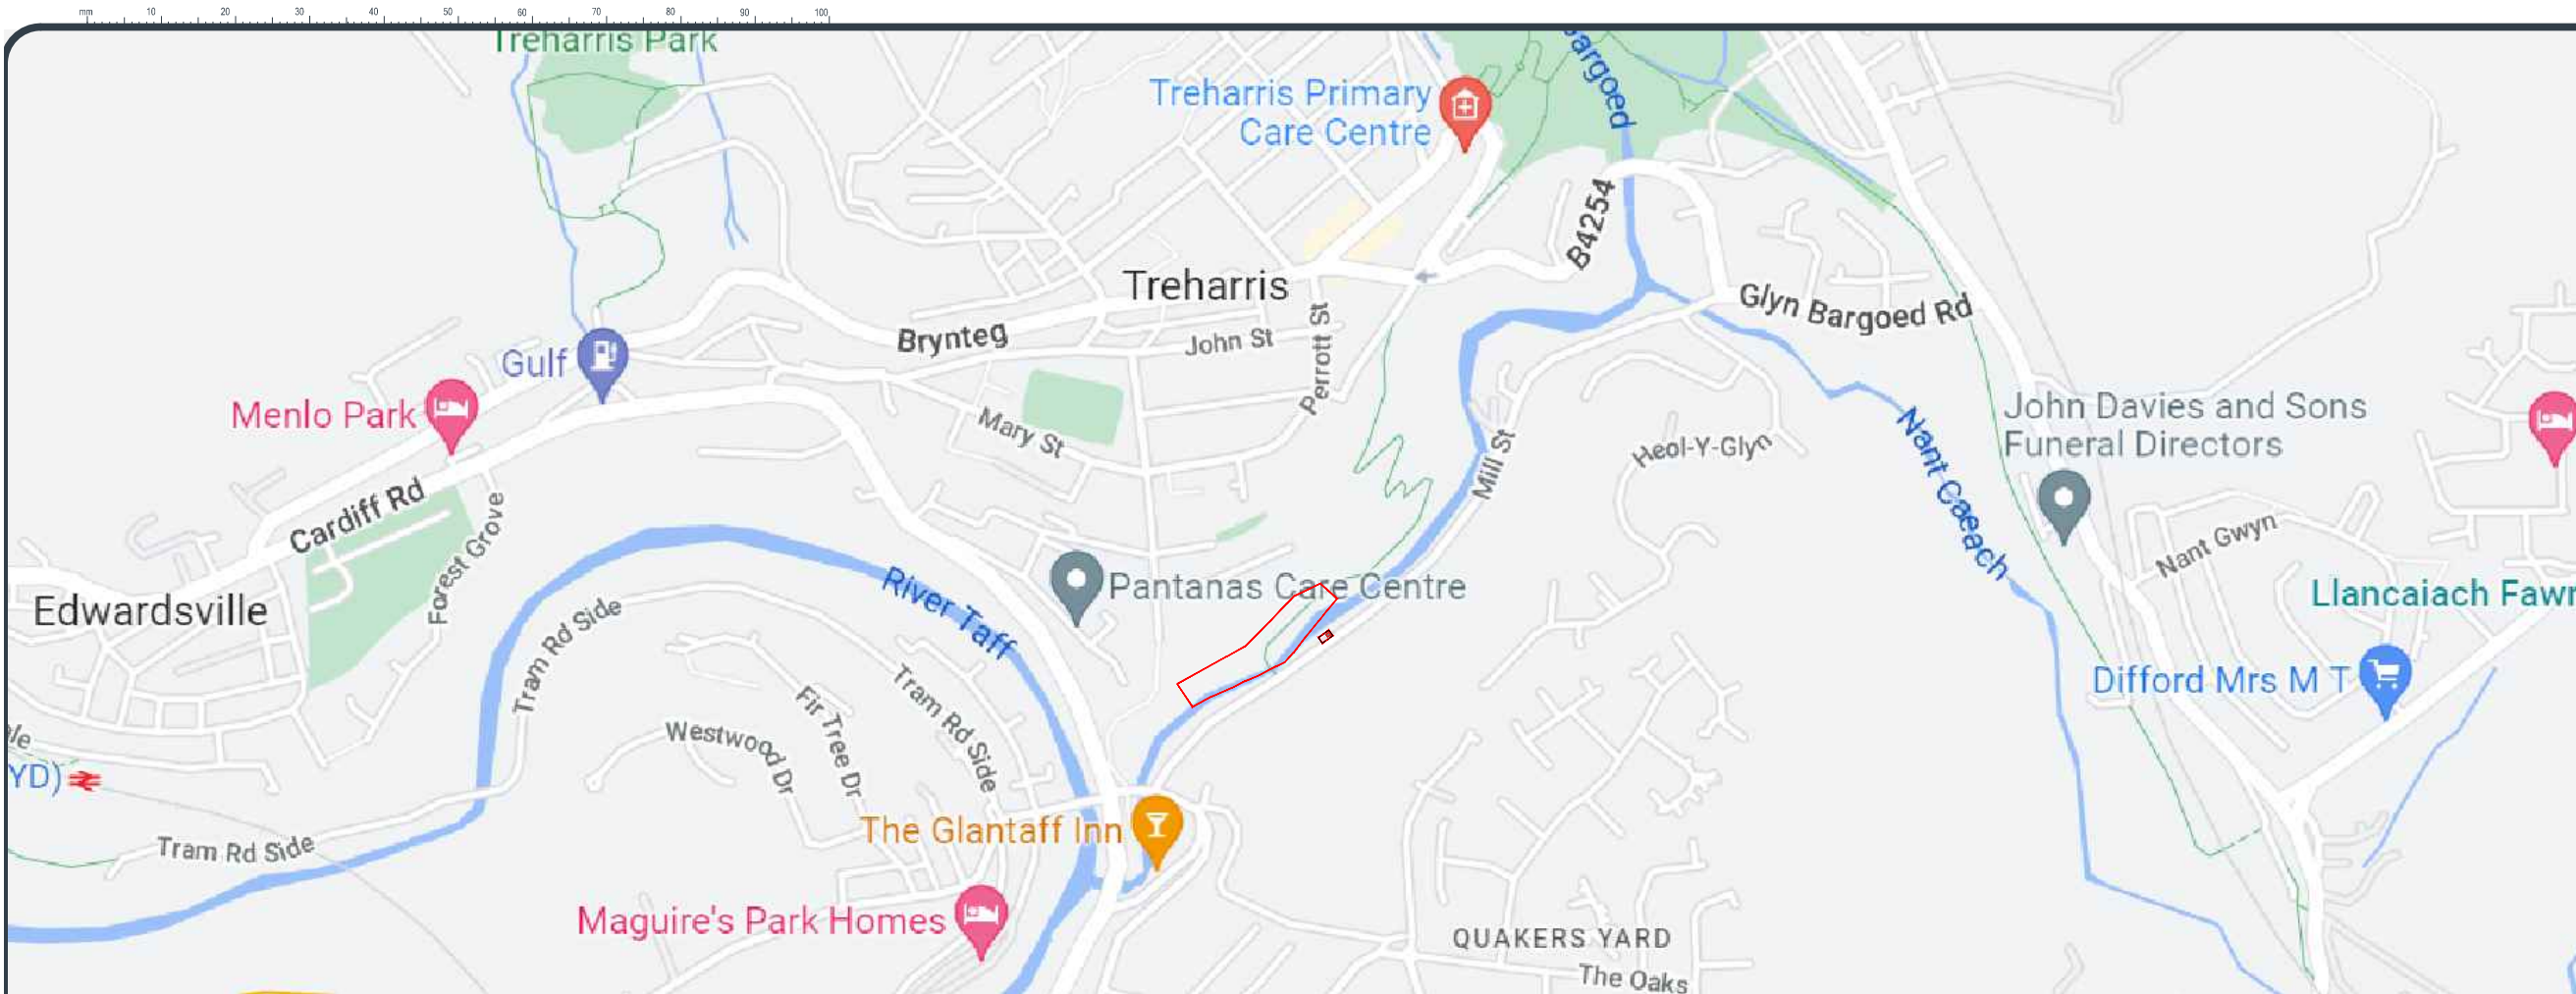 mm 10 20 30 40 50 60 70 80 90 100
Treharris Park
Bargoed
Treharris Primary
Care Centre
B4254
Treharris
Glyn Bargoed Rd
Perrott St
Brynteg
John St
Gulf
Menlo Park
Mary St
John Davies and Sons
Funeral Directors
Heol-Y-Glyn
Mill St
Nant Caeach
Cardiff Rd
Forest Grove
Nant Gwyn
River Taff
Pantanas Care Centre
Llancaiach Fawr
Edwardsville
Tram Rd Side
Tram Rd Side
Fir Tree Dr
Westwood Dr
Difford Mrs M T
YD)
The Glantaff Inn
Tram Rd Side
Maguire's Park Homes
QUAKERS YARD
The Oaks